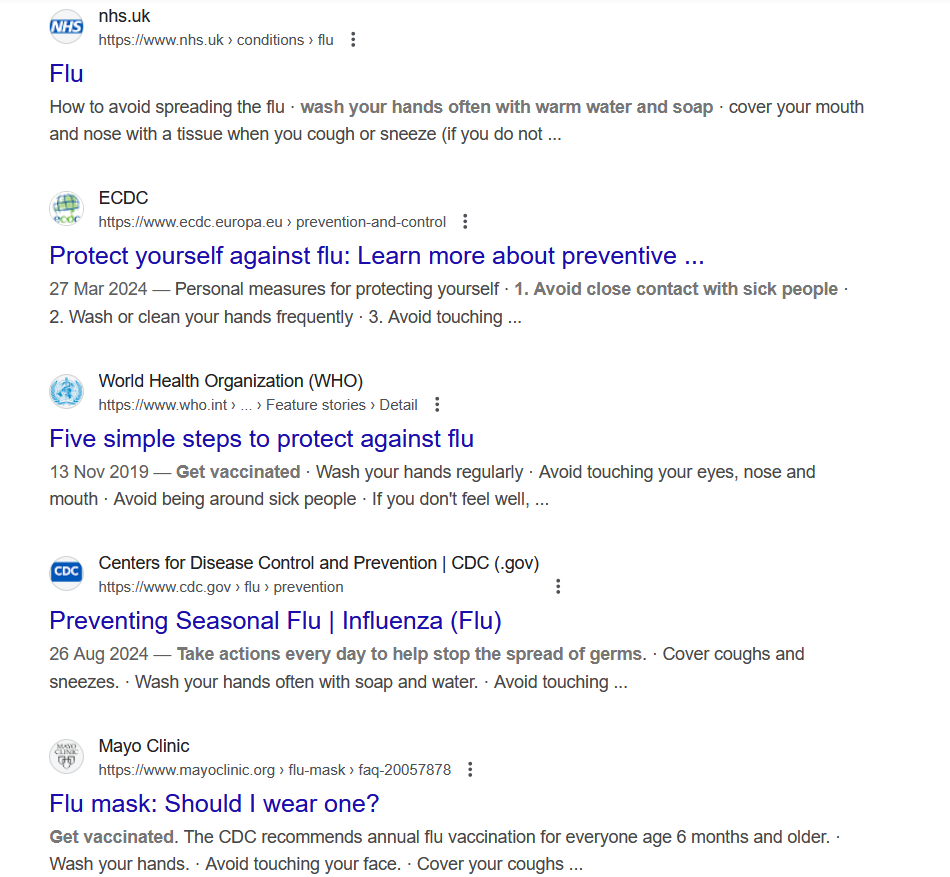 NHS
nhs.uk
https://www.nhs.uk › conditions › flu
Flu
How to avoid spreading the flu · wash your hands often with warm water and soap · cover your mouth
and nose with a tissue when you cough or sneeze (if you do not ...
ecdc
ECDC
https://www.ecdc.europa.eu › prevention-and-control
Protect yourself against flu: Learn more about preventive ...
27 Mar 2024 — Personal measures for protecting yourself · 1. Avoid close contact with sick people ·
2. Wash or clean your hands frequently · 3. Avoid touching ...
World Health Organization (WHO)
https://www.who.int › ... › Feature stories › Detail
Five simple steps to protect against flu
13 Nov 2019 — Get vaccinated · Wash your hands regularly · Avoid touching your eyes, nose and
mouth · Avoid being around sick people · If you don't feel well, ...
CDC
Centers for Disease Control and Prevention | CDC (.gov)
https://www.cdc.gov › flu › prevention
Preventing Seasonal Flu | Influenza (Flu)
26 Aug 2024 — Take actions every day to help stop the spread of germs. · Cover coughs and
sneezes. · Wash your hands often with soap and water. · Avoid touching ...
MAYO
CLINIC
Mayo Clinic
https://www.mayoclinic.org › flu-mask › faq-20057878
Flu mask: Should I wear one?
Get vaccinated. The CDC recommends annual flu vaccination for everyone age 6 months and older. ·
Wash your hands. · Avoid touching your face. · Cover your coughs ...